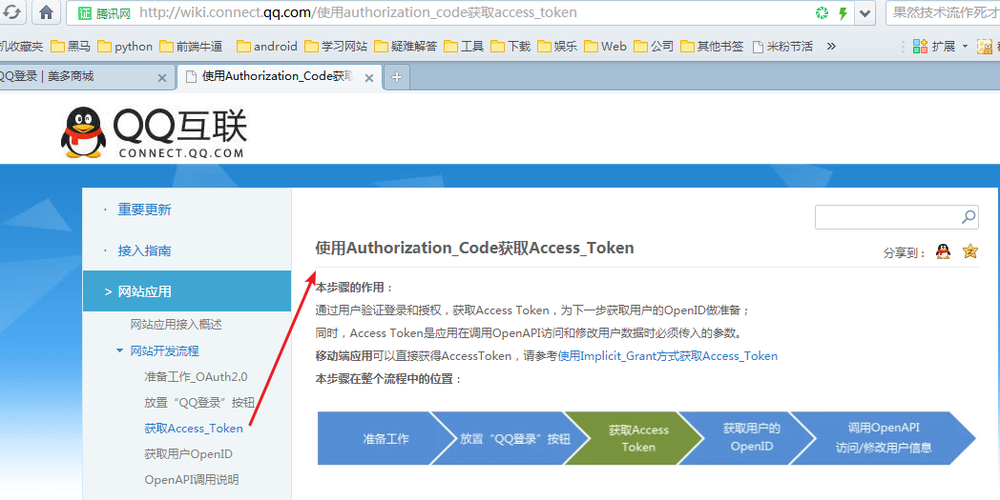 证 腾讯网 http://wiki.connect.qq.com/使用authorization_code获取access_token
果然技术流作死才
机收藏夹 黑马 python 前端牛逼 android 学习网站 疑难解答 工具 下载 娱乐 Web 公司 其他书签 米粉节活 » 扩展
QQ登录 | 美多商城 使用Authorization_Code获取
QQ互联
CONNECT.QQ.COM
· 重要更新
· 接入指南
> 网站应用
网站应用接入概述
网站开发流程
准备工作_OAuth2.0
放置“QQ登录”按钮
获取Access_Token
获取用户OpenID
OpenAPI调用说明
使用Authorization_Code获取Access_Token
分享到：
本步骤的作用：
通过用户验证登录和授权，获取Access Token，为下一步获取用户的OpenID做准备；
同时，Access Token是应用在调用OpenAPI访问和修改用户数据时必须传入的参数。
移动端应用可以直接获得AccessToken，请参考使用Implicit_Grant方式获取Access_Token
本步骤在整个流程中的位置：
准备工作
放置“QQ登录”按钮
获取Access
Token
获取用户的
OpenID
调用OpenAPI
访问/修改用户信息